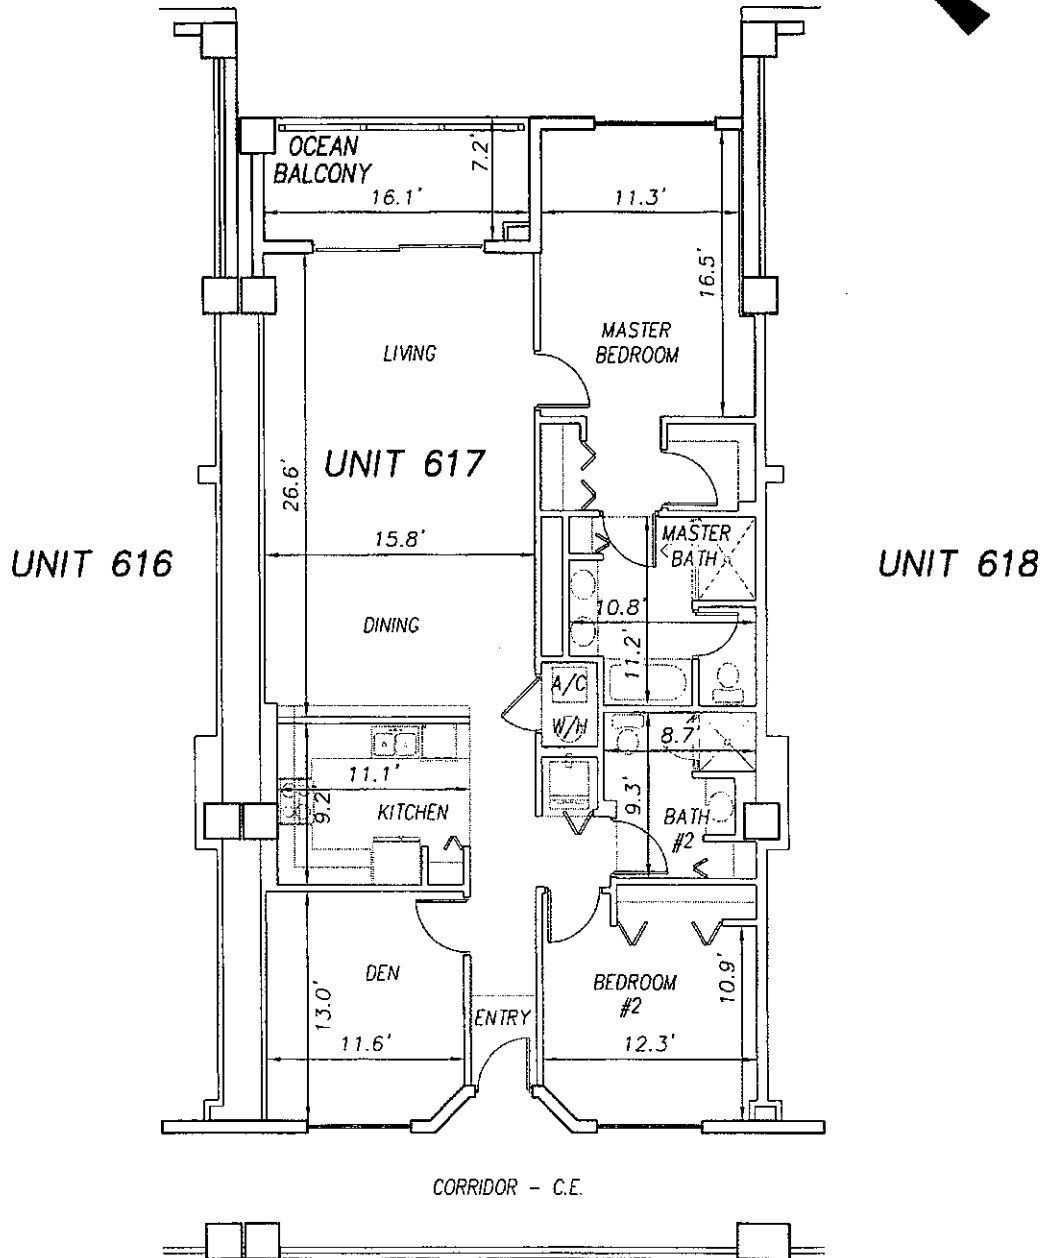 OCEAN
BALCONY
7.2'
16.1'
11.3'
16.5'
MASTER
BEDROOM
LIVING
UNIT 617
26.6'
15.8'
UNIT 616
MASTER
BATH
UNIT 618
10.8'
11.2'
DINING
A/C
W/H
8.7'
9.3'
11.1'
9.2'
KITCHEN
BATH
#2
DEN
13.0'
11.6'
ENTRY
BEDROOM
#2
10.9'
12.3'
CORRIDOR - C.E.